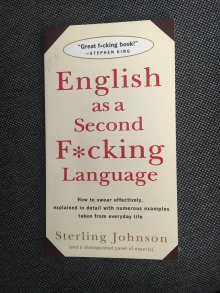 "Great f*cking book!"
—STEPHEN KING
English
as a
Second
F*cking
Language
How to swear effectively,
explained in detail with numerous examples
taken from everyday life
Sterling Johnson
(and a distinguished panel of experts)